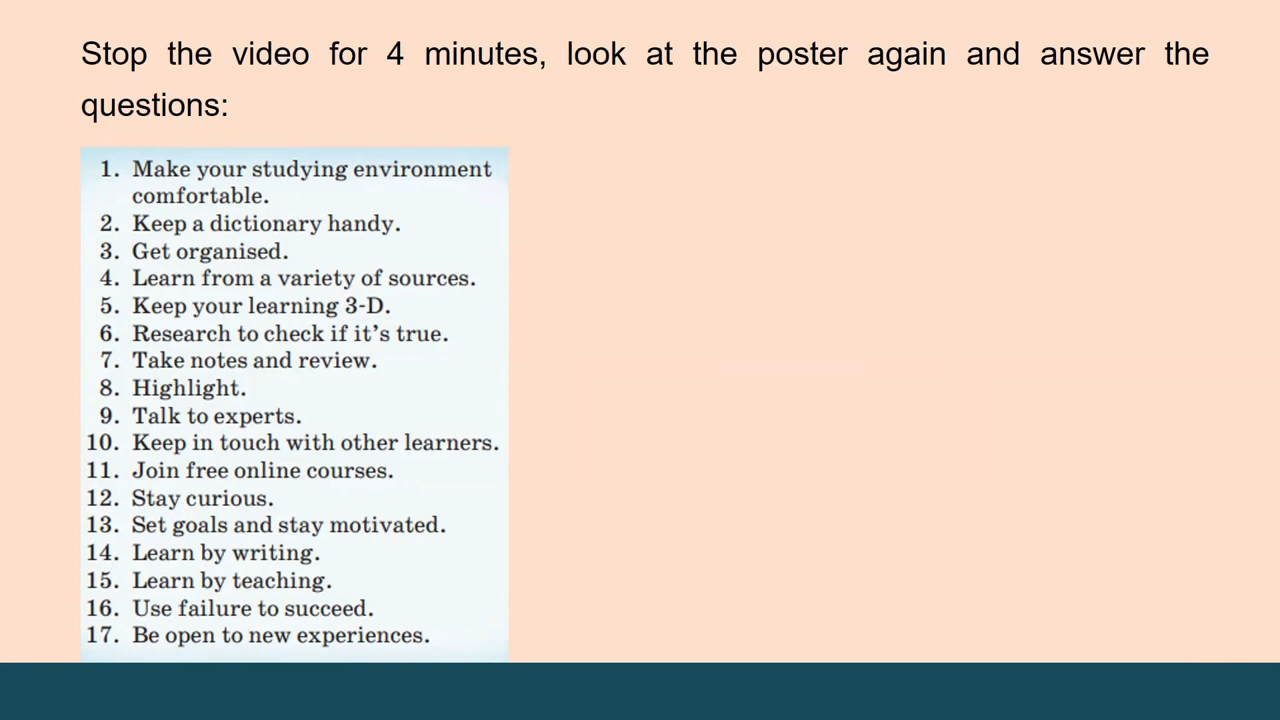 Stop the video for 4 minutes, look at the poster again and answer the
questions:
1. Make your studying environment
comfortable.
2. Keep a dictionary handy.
3. Get organised.
4. Learn from a variety of sources.
5. Keep your learning 3-D.
6. Research to check if it's true.
7. Take notes and review.
8. Highlight.
9. Talk to experts.
10. Keep in touch with other learners.
11. Join free online courses.
12. Stay curious.
13. Set goals and stay motivated.
14. Learn by writing.
15. Learn by teaching.
16. Use failure to succeed.
17. Be open to new experiences.